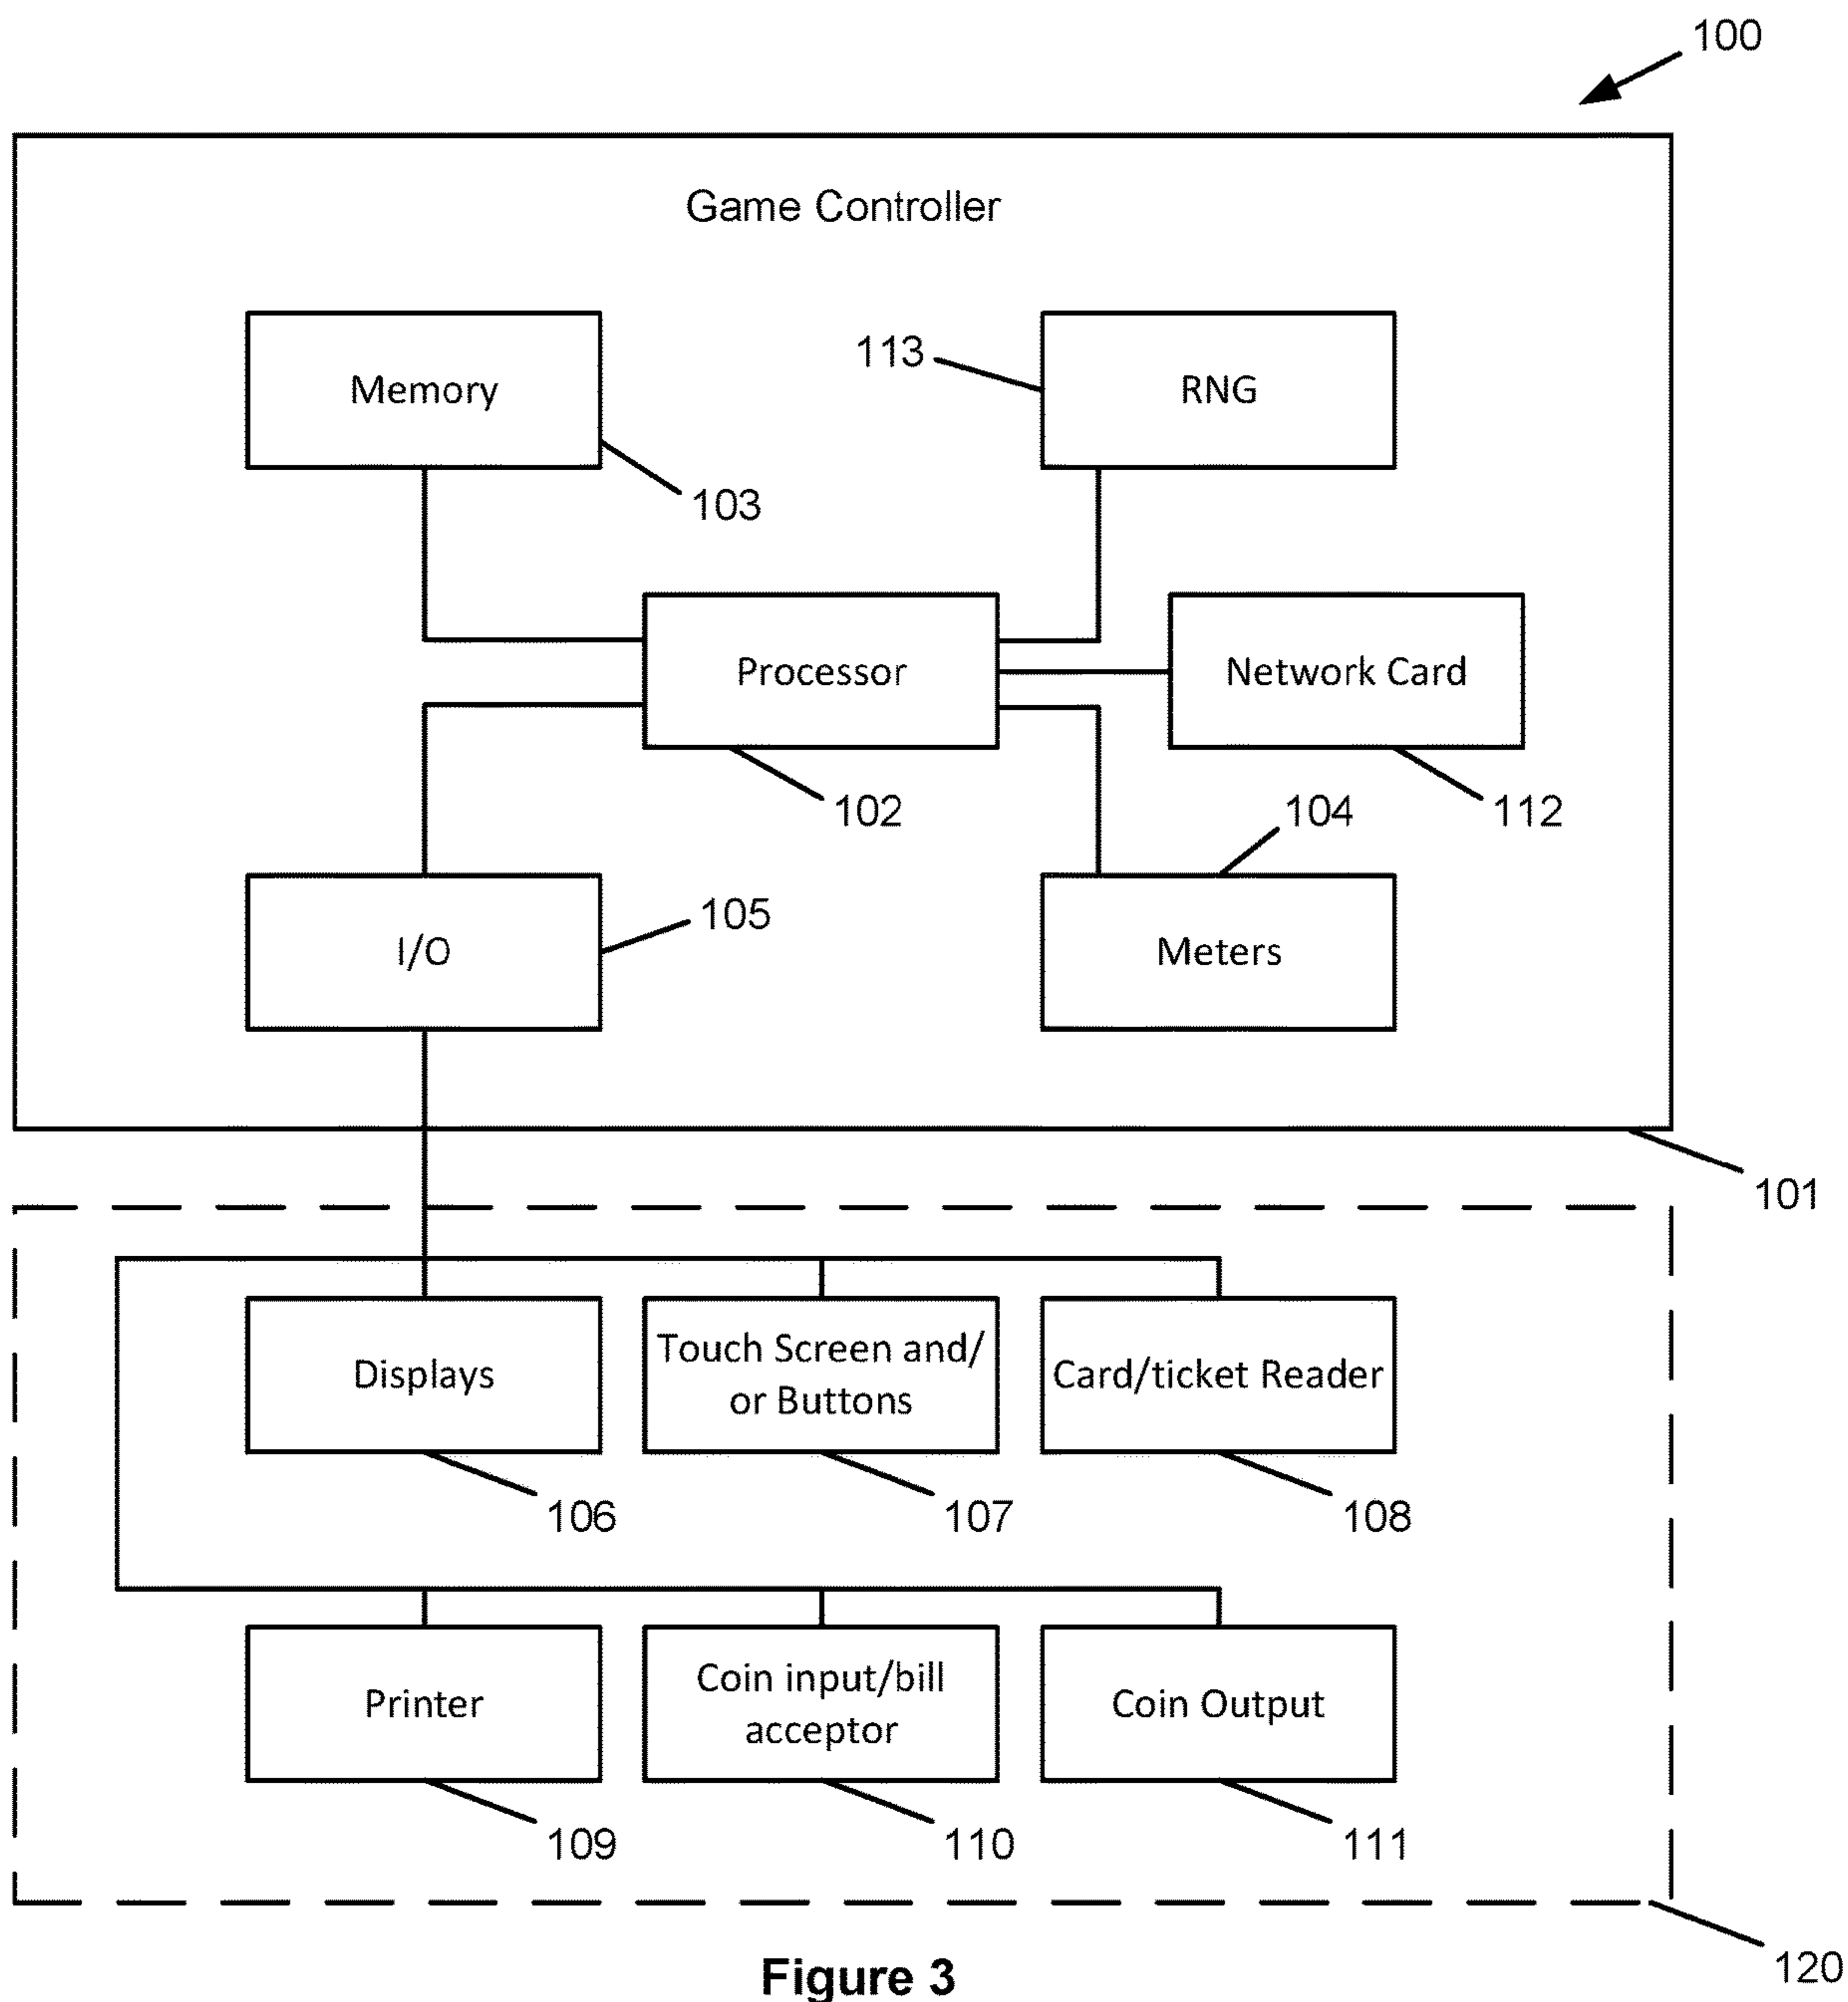 100
Game Controller
Memory
103
113
RNG
Processor
102
Network Card
112
I/O
105
104
Meters
101
Displays
106
Touch Screen and/
or Buttons
107
Card/ticket Reader
108
Printer
109
Coin input/bill
acceptor
110
Coin Output
111
120
Figure 3